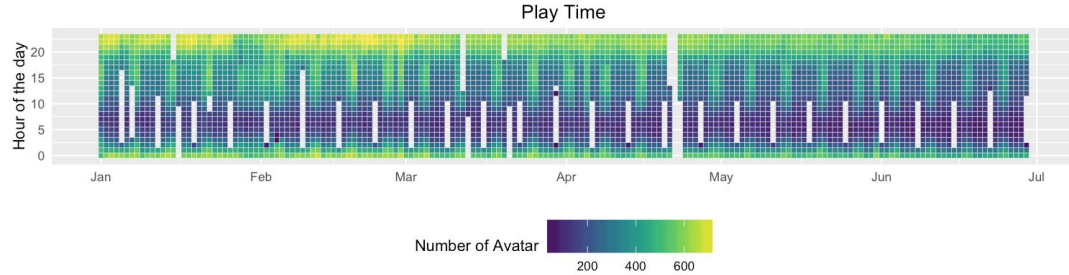 Play Time
Hour of the day
20
15
10
5
0
Jan Feb Mar Apr May Jun Jul
Number of Avatar
200 400 600